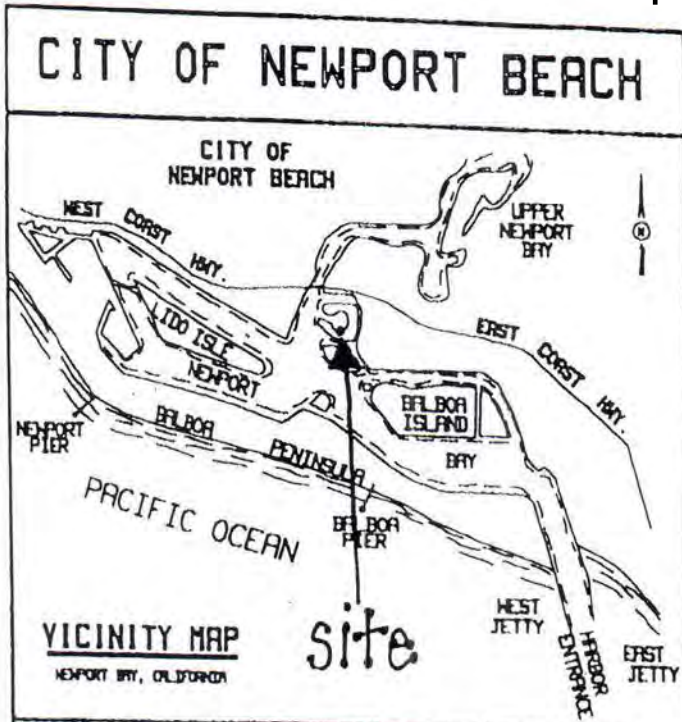 CITY OF NEWPORT BEACH
CITY OF
NEWPORT BEACH
WEST COAST HWY.
UPPER
NEWPORT
BAY
N
LIDO ISLE
EAST COAST HWY.
NEWPORT
BALBOA
ISLAND
BAY
NEWPORT
PIER
BALBOA PENINSULA
PACIFIC OCEAN
BALBOA
PIER
VICINITY MAP
NEWPORT BAY, CALIFORNIA
site
WEST
JETTY
HARBOR
ENTRANCE
EAST
JETTY